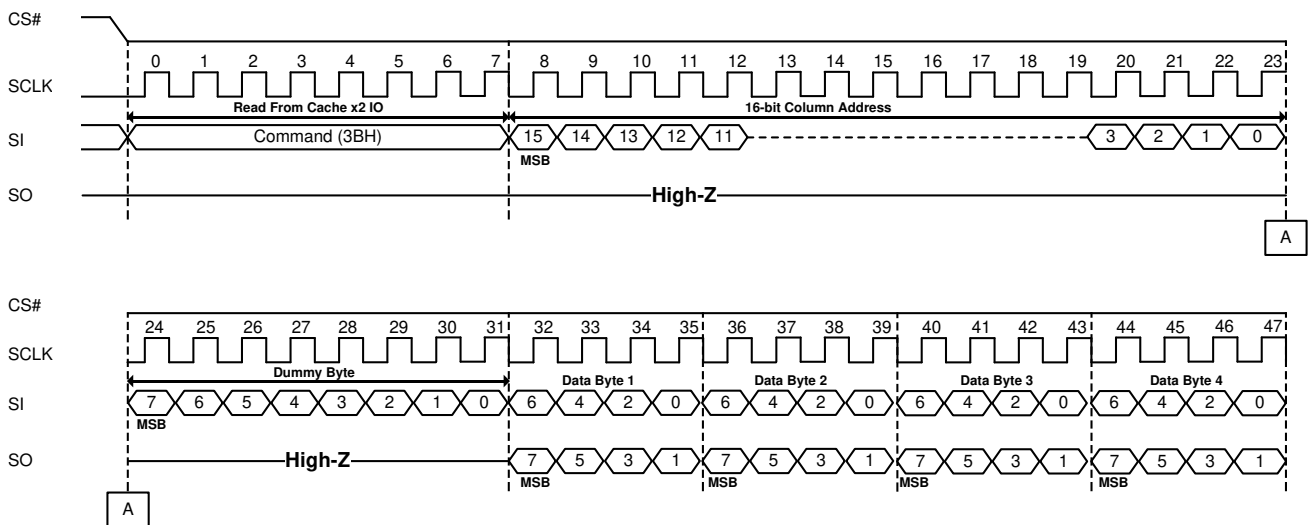 CS#
0 1 2 3 4 5 6 7 8 9 10 11 12 13 14 15 16 17 18 19 20 21 22 23
SCLK
Read From Cache x2 IO 16-bit Column Address
SI Command (3BH) 15 14 13 12 11 3 2 1 0
MSB
SO High-Z
A
CS#
24 25 26 27 28 29 30 31 32 33 34 35 36 37 38 39 40 41 42 43 44 45 46 47
SCLK
Dummy Byte Data Byte 1 Data Byte 2 Data Byte 3 Data Byte 4
SI 7 6 5 4 3 2 1 0 6 4 2 0 6 4 2 0 6 4 2 0 6 4 2 0
MSB
SO High-Z 7 5 3 1 7 5 3 1 7 5 3 1 7 5 3 1
MSB MSB MSB MSB
A